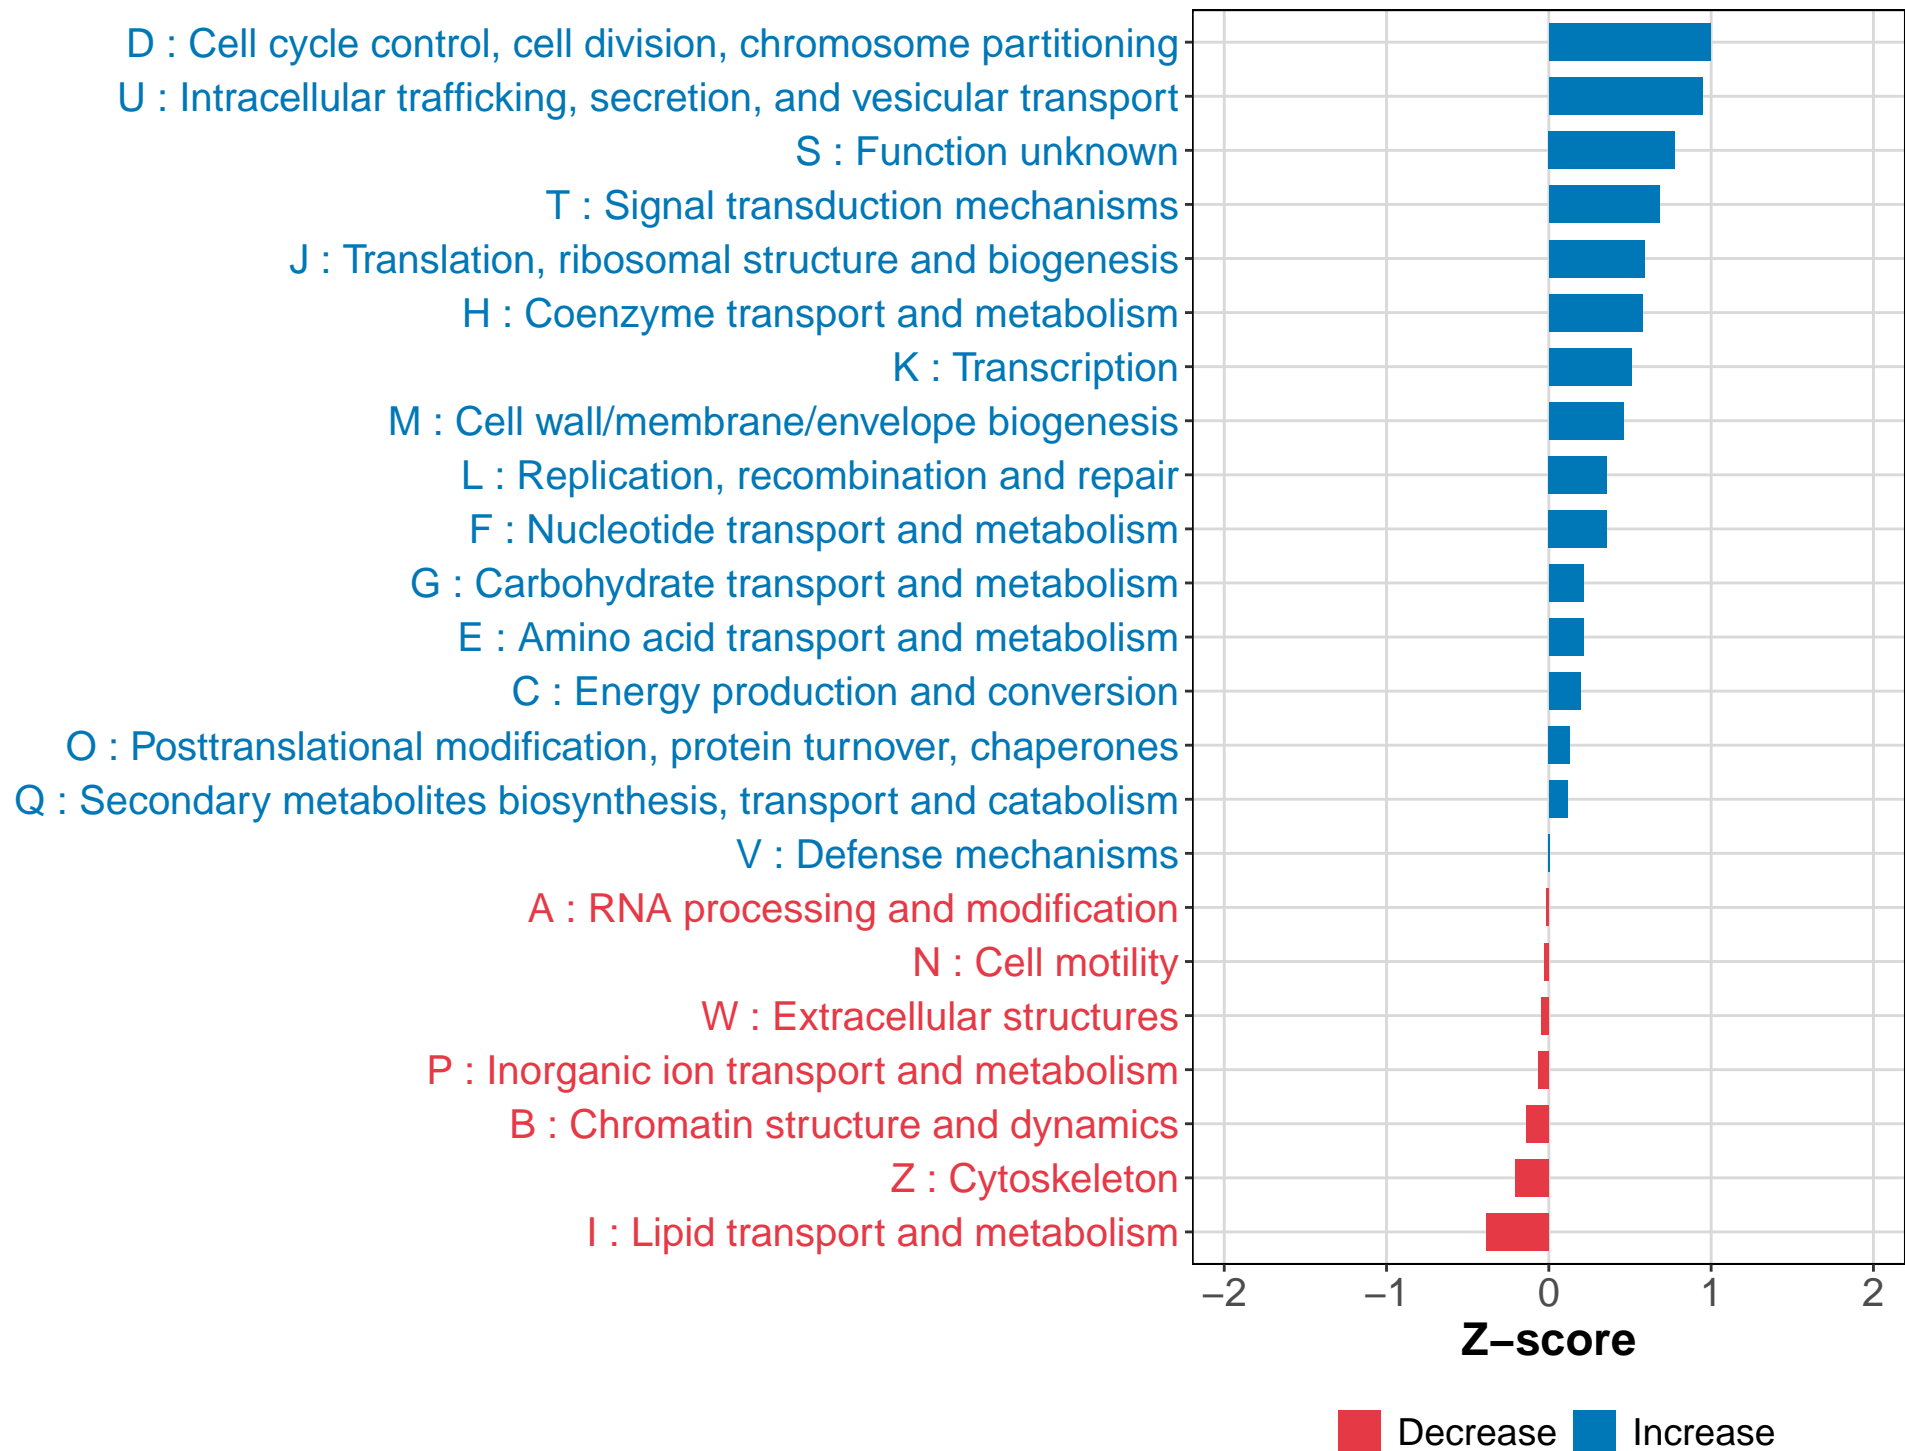 D : Cell cycle control, cell division, chromosome partitioning
U : Intracellular trafficking, secretion, and vesicular transport
S : Function unknown
T : Signal transduction mechanisms
J : Translation, ribosomal structure and biogenesis
H : Coenzyme transport and metabolism
K : Transcription
M : Cell wall/membrane/envelope biogenesis
L : Replication, recombination and repair
F : Nucleotide transport and metabolism
G : Carbohydrate transport and metabolism
E : Amino acid transport and metabolism
C : Energy production and conversion
O : Posttranslational modification, protein turnover, chaperones
Q : Secondary metabolites biosynthesis, transport and catabolism
V : Defense mechanisms
A : RNA processing and modification
N : Cell motility
W : Extracellular structures
P : Inorganic ion transport and metabolism
B : Chromatin structure and dynamics
Z : Cytoskeleton
I : Lipid transport and metabolism
−2 −1 0 1 2
Z−score
Decrease Increase